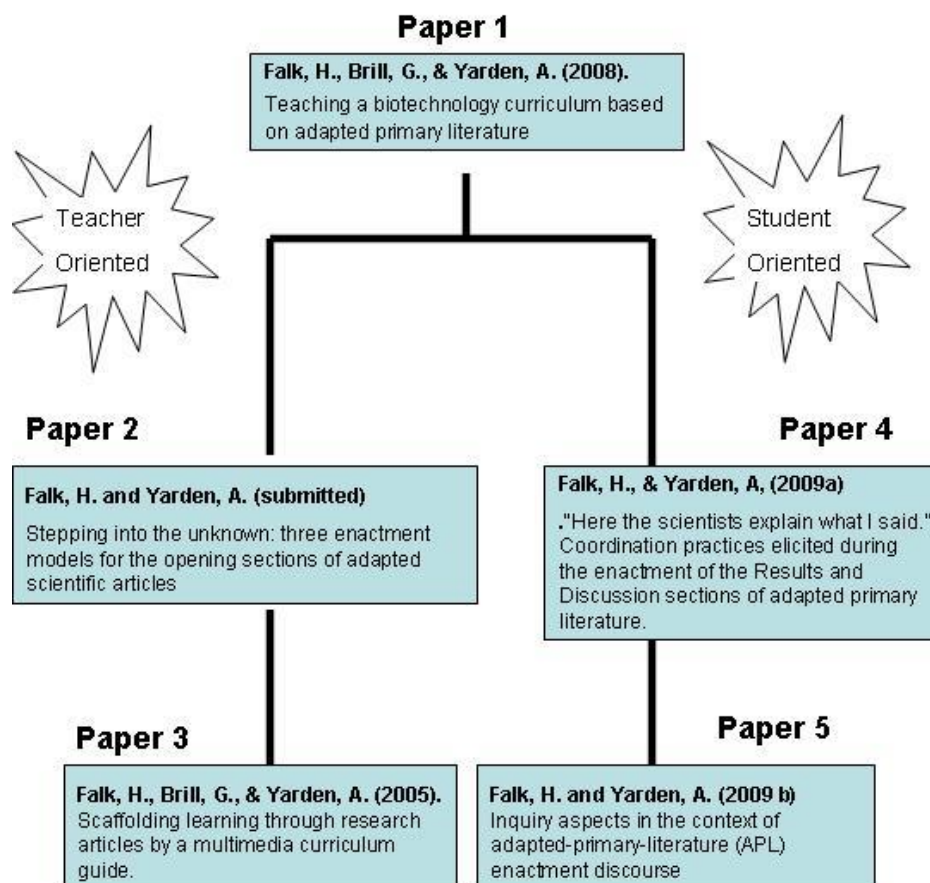 Paper 1
Falk, H., Brill, G., & Yarden, A. (2008).
Teaching a biotechnology curriculum based
on adapted primary literature
Teacher
Oriented
Student
Oriented
Paper 2
Falk, H. and Yarden, A. (submitted)
Stepping into the unknown: three enactment
models for the opening sections of adapted
scientific articles
Paper 4
Falk, H., & Yarden, A, (2009a)
."Here the scientists explain what I said."
Coordination practices elicited during
the enactment of the Results and
Discussion sections of adapted primary
literature.
Paper 3
Falk, H., Brill, G., & Yarden, A. (2005).
Scaffolding learning through research
articles by a multimedia curriculum
guide.
Paper 5
Falk, H. and Yarden, A. (2009 b)
Inquiry aspects in the context of
adapted-primary-literature (APL)
enactment discourse